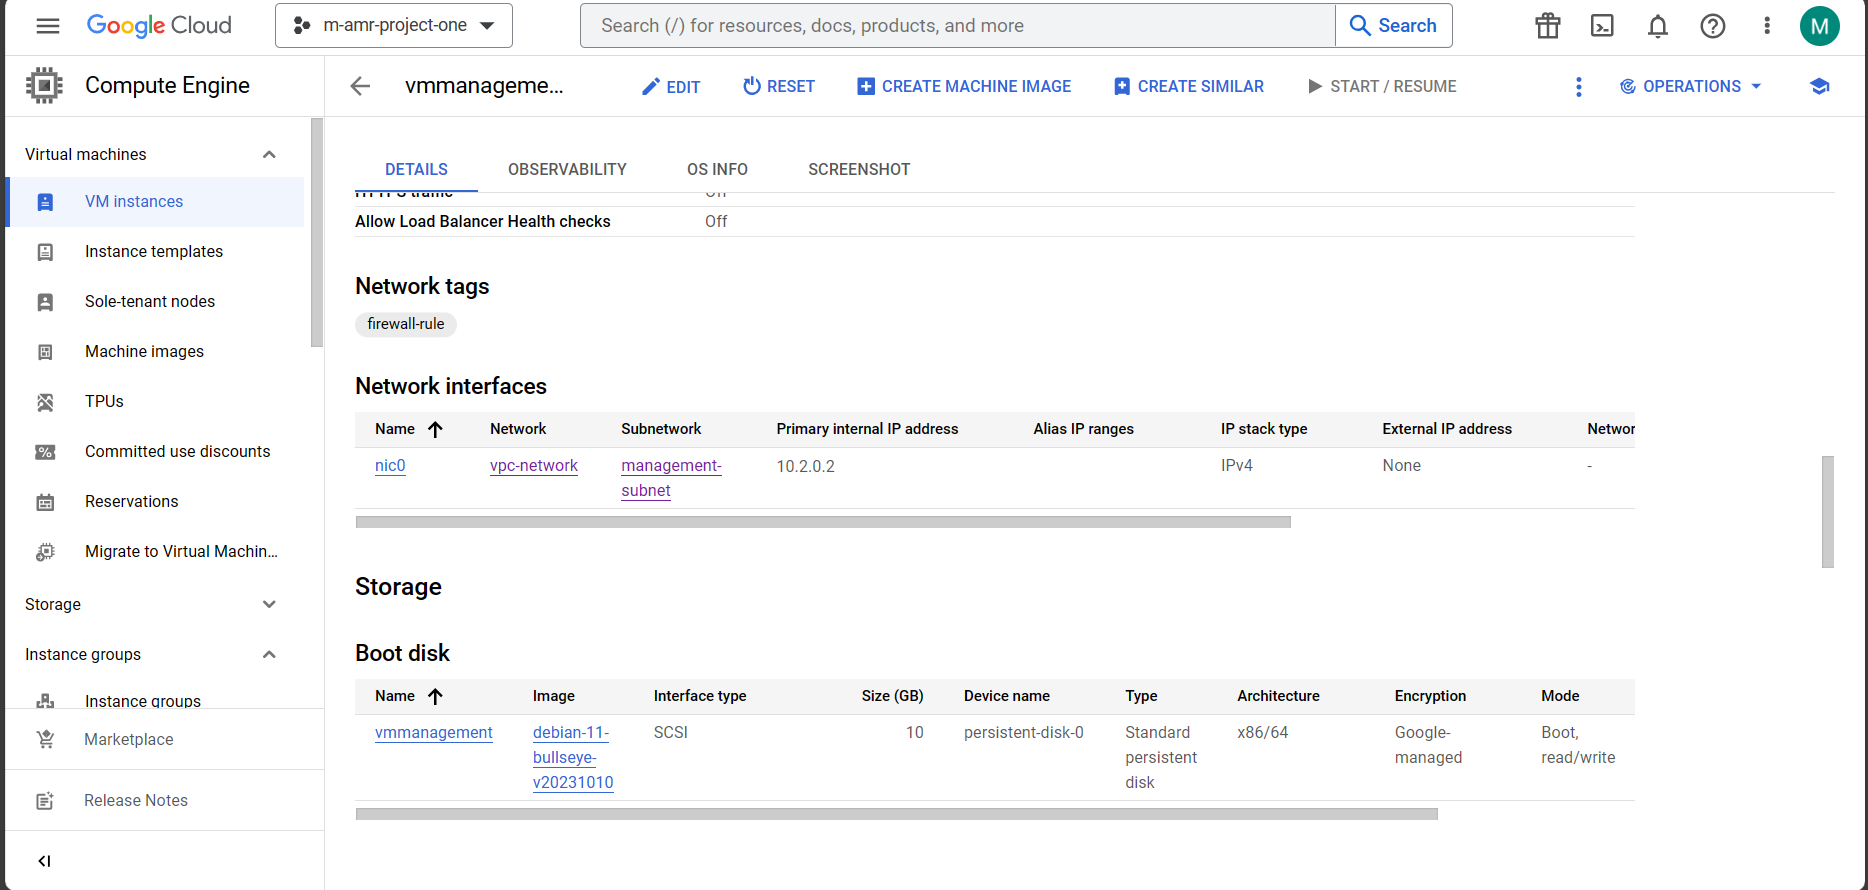 Google Cloud
m-amr-project-one
Search (/) for resources, docs, products, and more
Search
M
Compute Engine
vmmanageme...
EDIT
RESET
CREATE MACHINE IMAGE
CREATE SIMILAR
START / RESUME
OPERATIONS
Virtual machines
VM instances
Instance templates
Sole-tenant nodes
Machine images
TPUs
Committed use discounts
Reservations
Migrate to Virtual Machin...
Storage
Instance groups
Instance groups
Marketplace
Release Notes
DETAILS
OBSERVABILITY
OS INFO
SCREENSHOT
HTTPS traffic Off
Allow Load Balancer Health checks Off
Network tags
firewall-rule
Network interfaces
Name Network Subnetwork Primary internal IP address Alias IP ranges IP stack type External IP address Networ
nic0 vpc-network management- 10.2.0.2 IPv4 None -
subnet
Storage
Boot disk
Name Image Interface type Size (GB) Device name Type Architecture Encryption Mode
vmmanagement debian-11- SCSI 10 persistent-disk-0 Standard x86/64 Google- Boot,
bullseye- persistent managed read/write
v20231010 disk